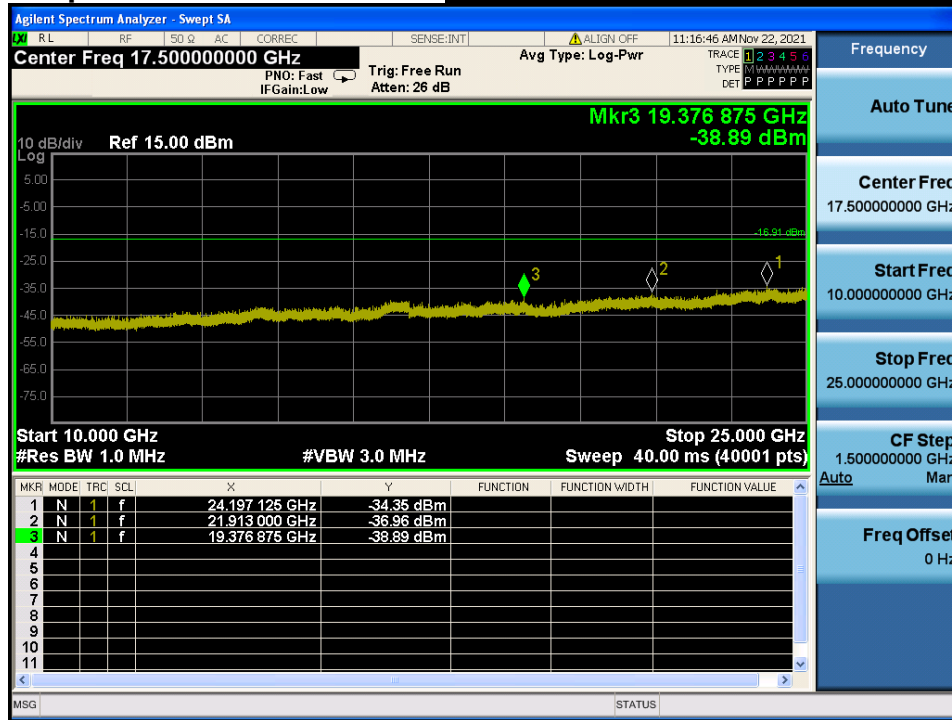 Agilent Spectrum Analyzer - Swept SA
LXI RL RF 50 Ω AC CORREC SENSE:INT ALIGN OFF 11:16:46 AM Nov 22, 2021
Center Freq 17.500000000 GHz
PNO: Fast
IFGain:Low
Trig: Free Run
Atten: 26 dB
Avg Type: Log-Pwr
TRACE 1 2 3 4 5 6
TYPE M
DET P P P P P P
Mkr3 19.376 875 GHz
-38.89 dBm
10 dB/div Ref 15.00 dBm
Log
5.00
-5.00
-15.0
-16.91 dBm
-25.0
-35.0
-45.0
-55.0
-65.0
-75.0
3
2
1
Start 10.000 GHz Stop 25.000 GHz
#Res BW 1.0 MHz #VBW 3.0 MHz Sweep 40.00 ms (40001 pts)
MKR MODE TRC SCL X Y FUNCTION FUNCTION WIDTH FUNCTION VALUE
1 N 1 f 24.197 125 GHz -34.35 dBm
2 N 1 f 21.913 000 GHz -36.96 dBm
3 N 1 f 19.376 875 GHz -38.89 dBm
4
5
6
7
8
9
10
11
MSG STATUS
Frequency
Auto Tune
Center Freq
17.500000000 GHz
Start Freq
10.000000000 GHz
Stop Freq
25.000000000 GHz
CF Step
1.500000000 GHz
Auto Man
Freq Offset
0 Hz